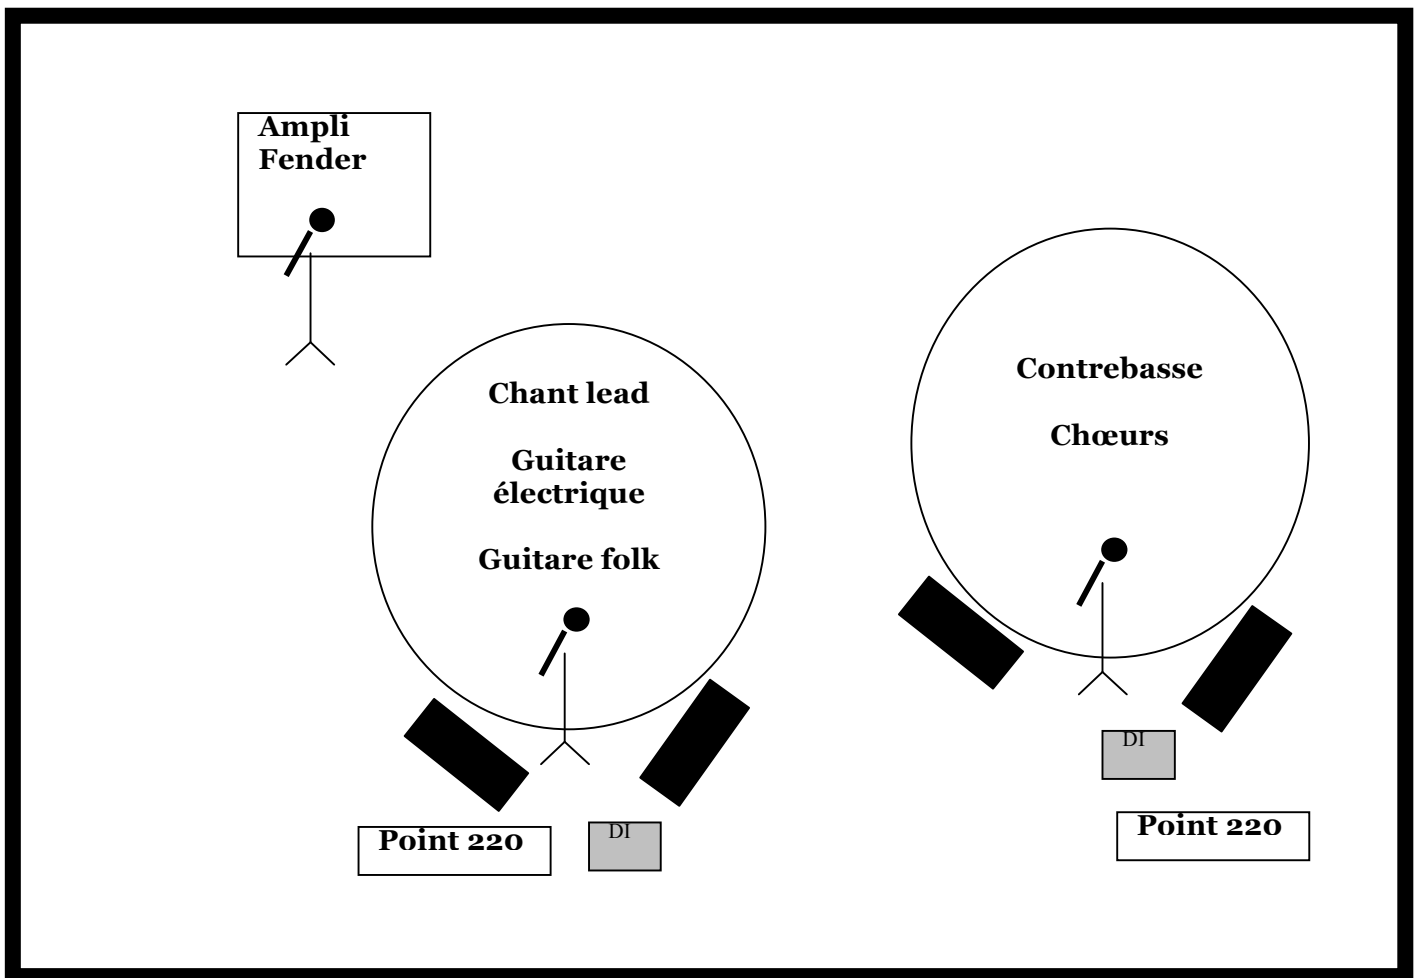 Ampli
Fender
Chant lead
Guitare
électrique
Guitare folk
Contrebasse
Chœurs
DI
Point 220
Point 220
DI